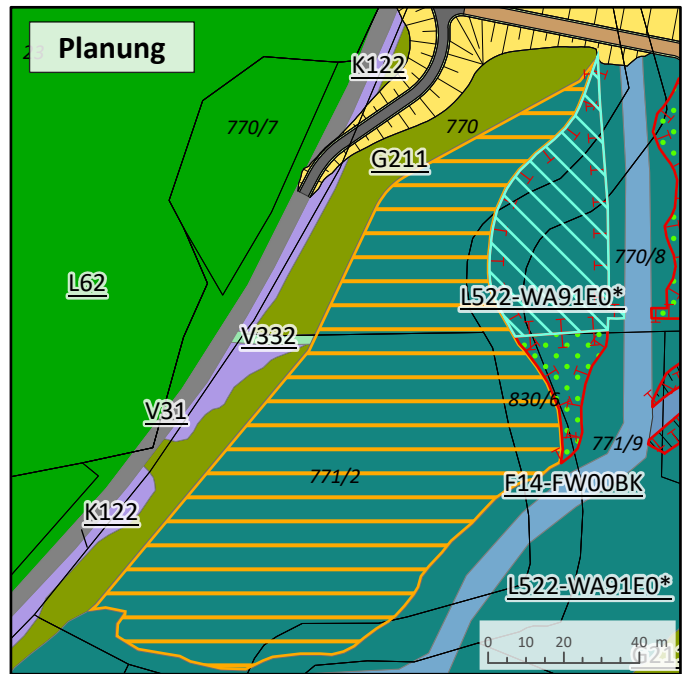 Planung
23
K122
770/7
770
G211
L62
770/8
L522-WA91E0*
V332
830/6
V31
771/9
771/2
F14-FW00BK
K122
L522-WA91E0*
0 10 20 40 m